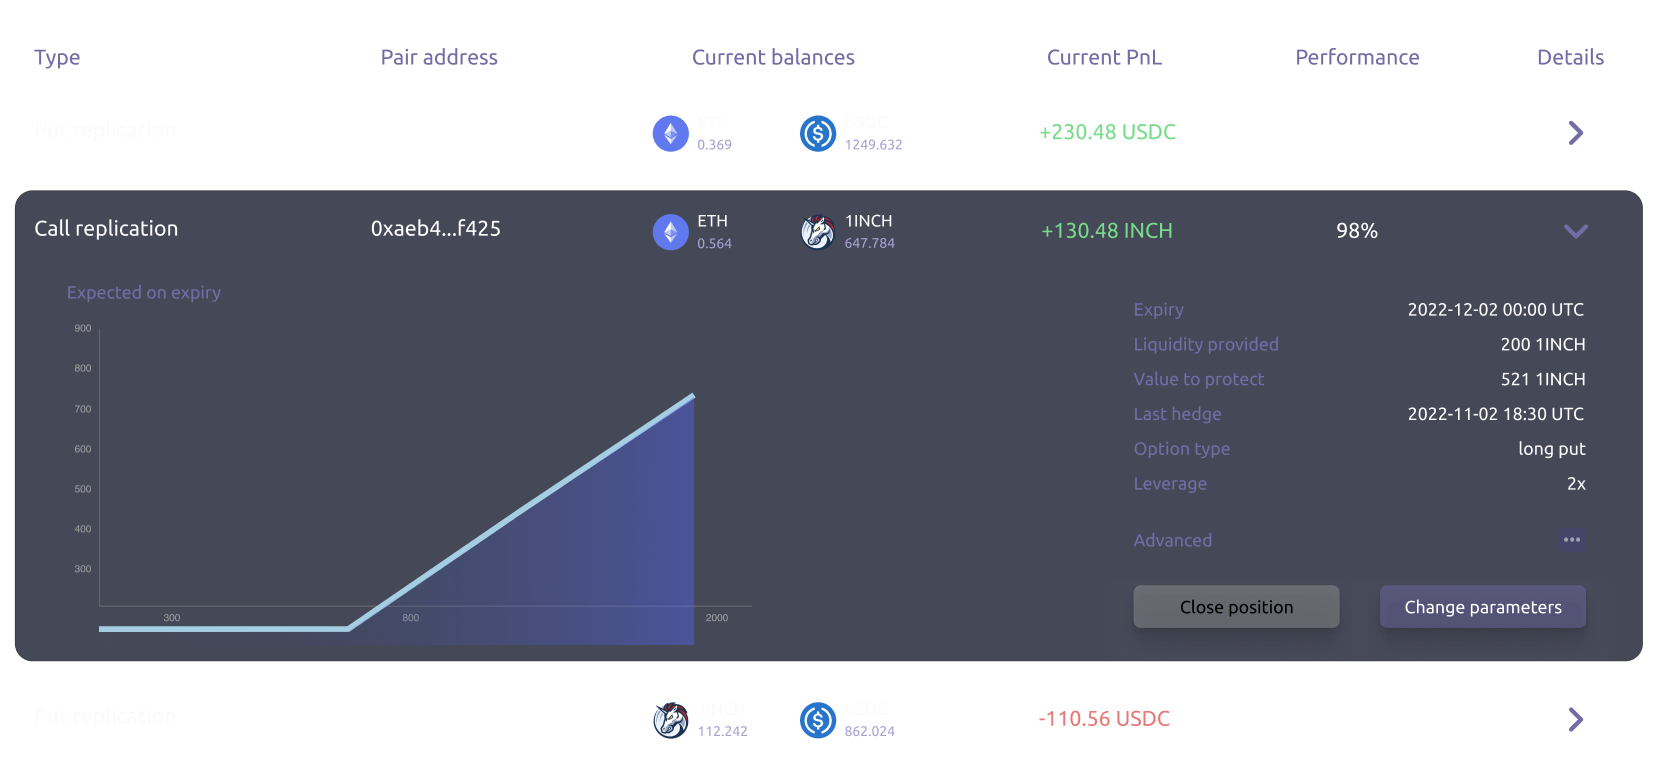 Type Pair address Current balances Current PnL Performance Details
Put replication ETH 0.369 USDC 1249.632 +230.48 USDC
Call replication 0xaeb4...f425 ETH 0.564 1INCH 647.784 +130.48 INCH 98%
Expected on expiry
900
800
700
600
500
400
300
300 800 2000
Expiry 2022-12-02 00:00 UTC
Liquidity provided 200 1INCH
Value to protect 521 1INCH
Last hedge 2022-11-02 18:30 UTC
Option type long put
Leverage 2x
Advanced
Close position Change parameters
Put replication 1INCH 112.242 USDC 862.024 -110.56 USDC